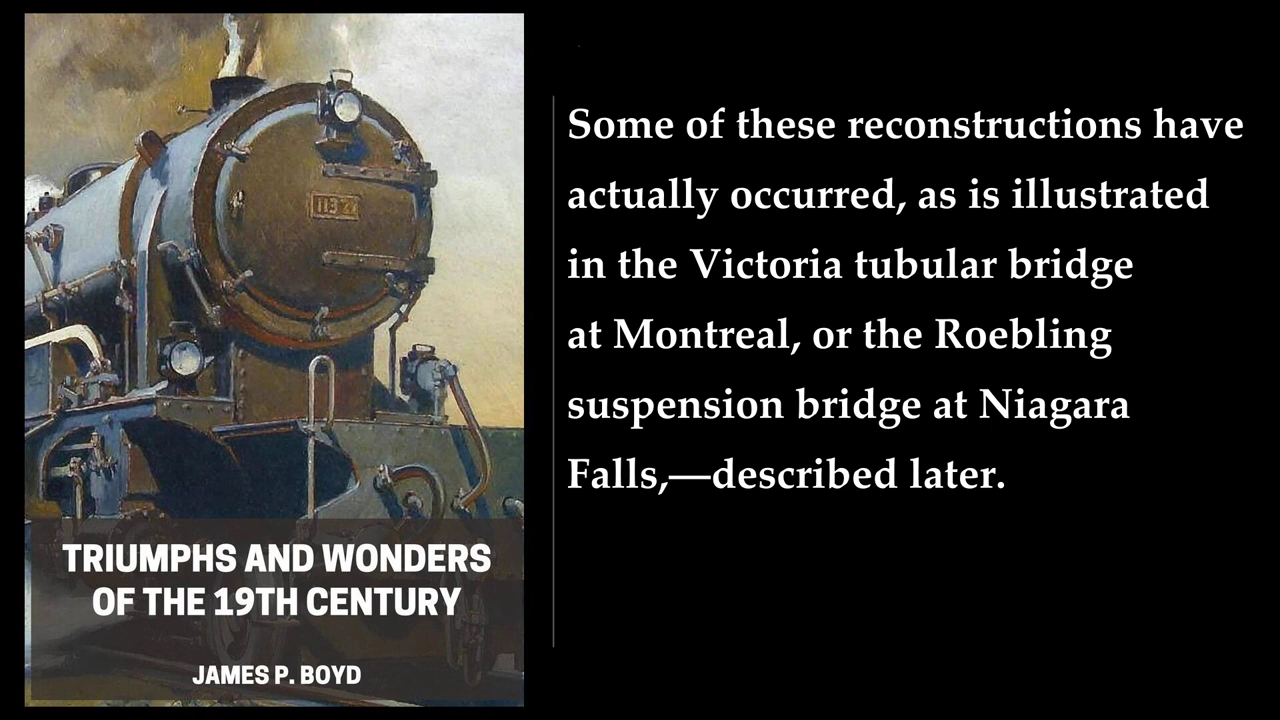 Some of these reconstructions have
actually occurred, as is illustrated
in the Victoria tubular bridge
at Montreal, or the Roebling
suspension bridge at Niagara
Falls,—described later.
TRIUMPHS AND WONDERS
OF THE 19TH CENTURY
JAMES P. BOYD